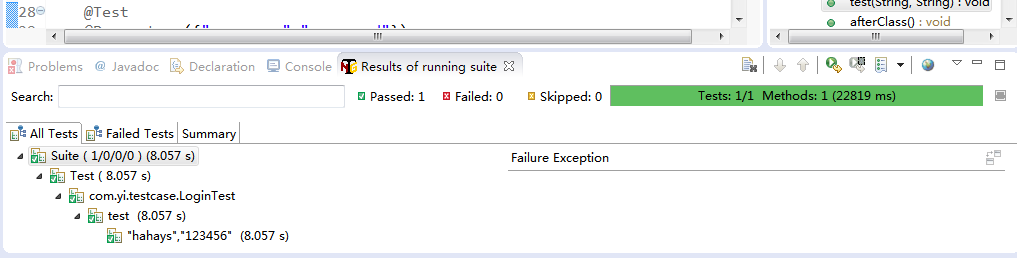 28 @Test
test(String, String) : void
afterClass() : void
Problems Javadoc Declaration Console Results of running suite
Search: Passed: 1 Failed: 0 Skipped: 0 Tests: 1/1 Methods: 1 (22819 ms)
All Tests Failed Tests Summary
Suite ( 1/0/0/0 ) (8.057 s) Failure Exception
Test ( 8.057 s)
com.yi.testcase.LoginTest
test (8.057 s)
"hahays","123456" (8.057 s)